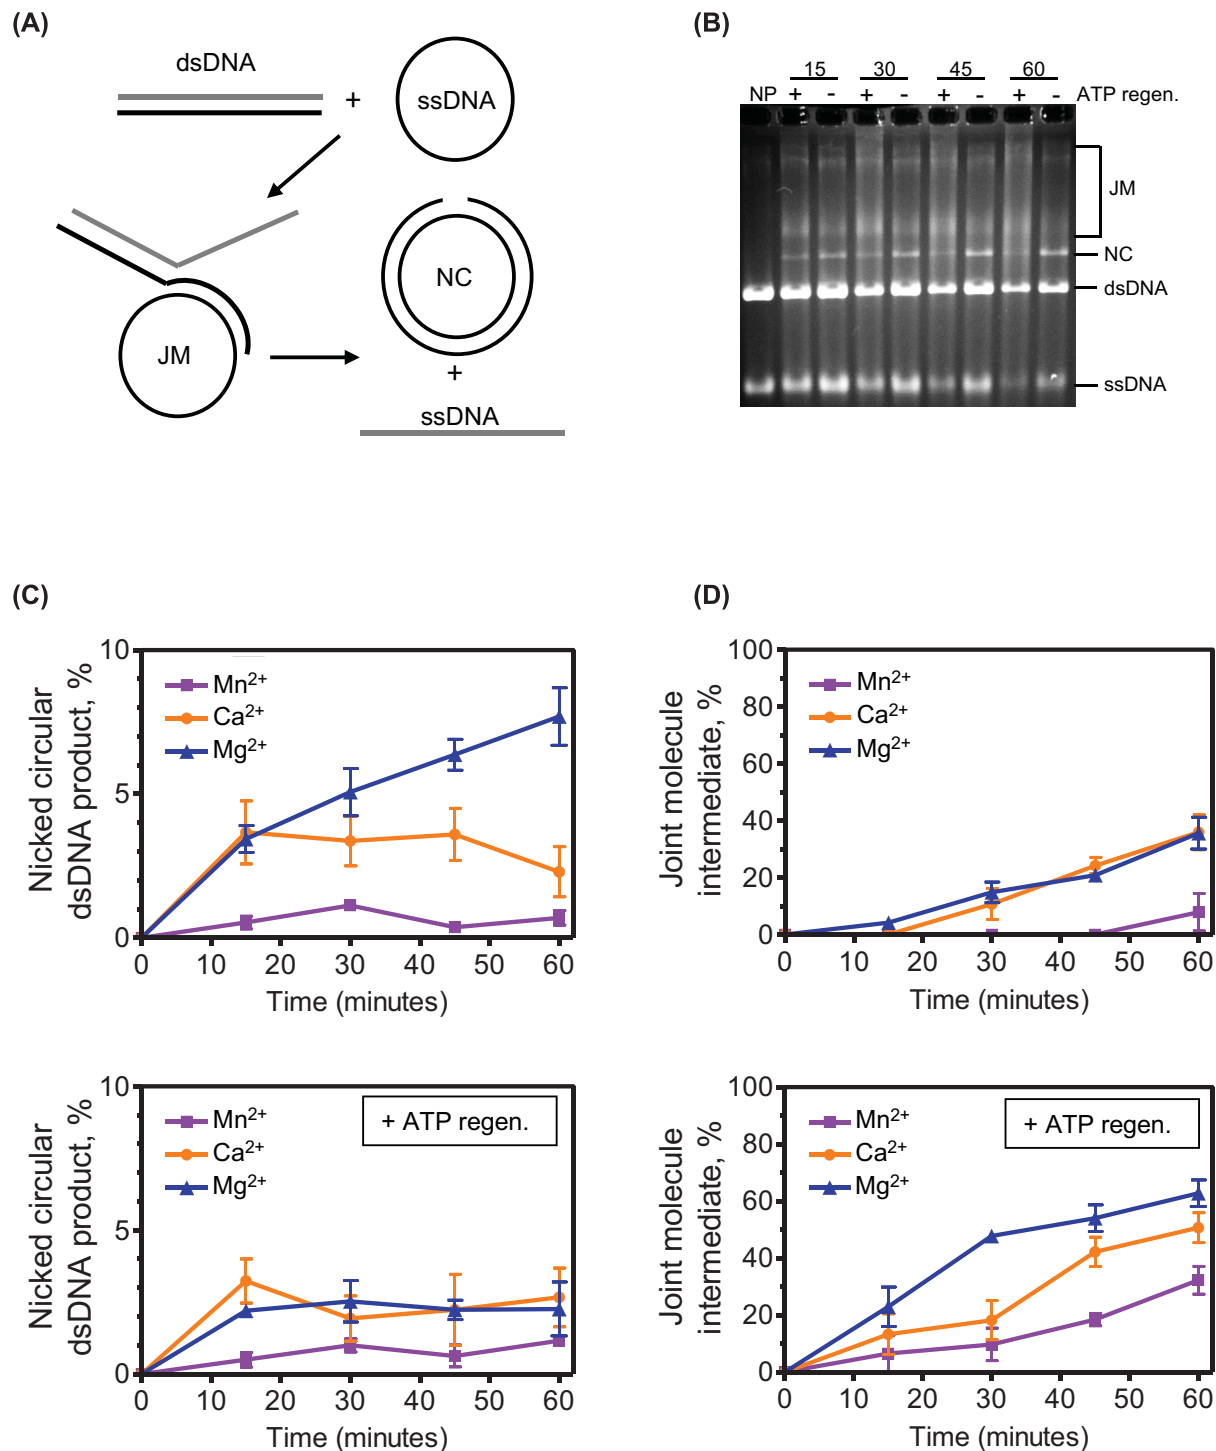 (A)
dsDNA
+
ssDNA
JM
NC
+
ssDNA
(B)
15 30 45 60
NP + - + - + - + - ATP regen.
JM
NC
dsDNA
ssDNA
(C)
Nicked circular
dsDNA product, %
10
5
0
Mn²⁺
Ca²⁺
Mg²⁺
0 10 20 30 40 50 60
Time (minutes)
Nicked circular
dsDNA product, %
10
5
0
Mn²⁺
Ca²⁺
Mg²⁺
+ ATP regen.
0 10 20 30 40 50 60
Time (minutes)
(D)
Joint molecule
intermediate, %
100
80
60
40
20
0
Mn²⁺
Ca²⁺
Mg²⁺
0 10 20 30 40 50 60
Time (minutes)
Joint molecule
intermediate, %
100
80
60
40
20
0
Mn²⁺
Ca²⁺
Mg²⁺
+ ATP regen.
0 10 20 30 40 50 60
Time (minutes)